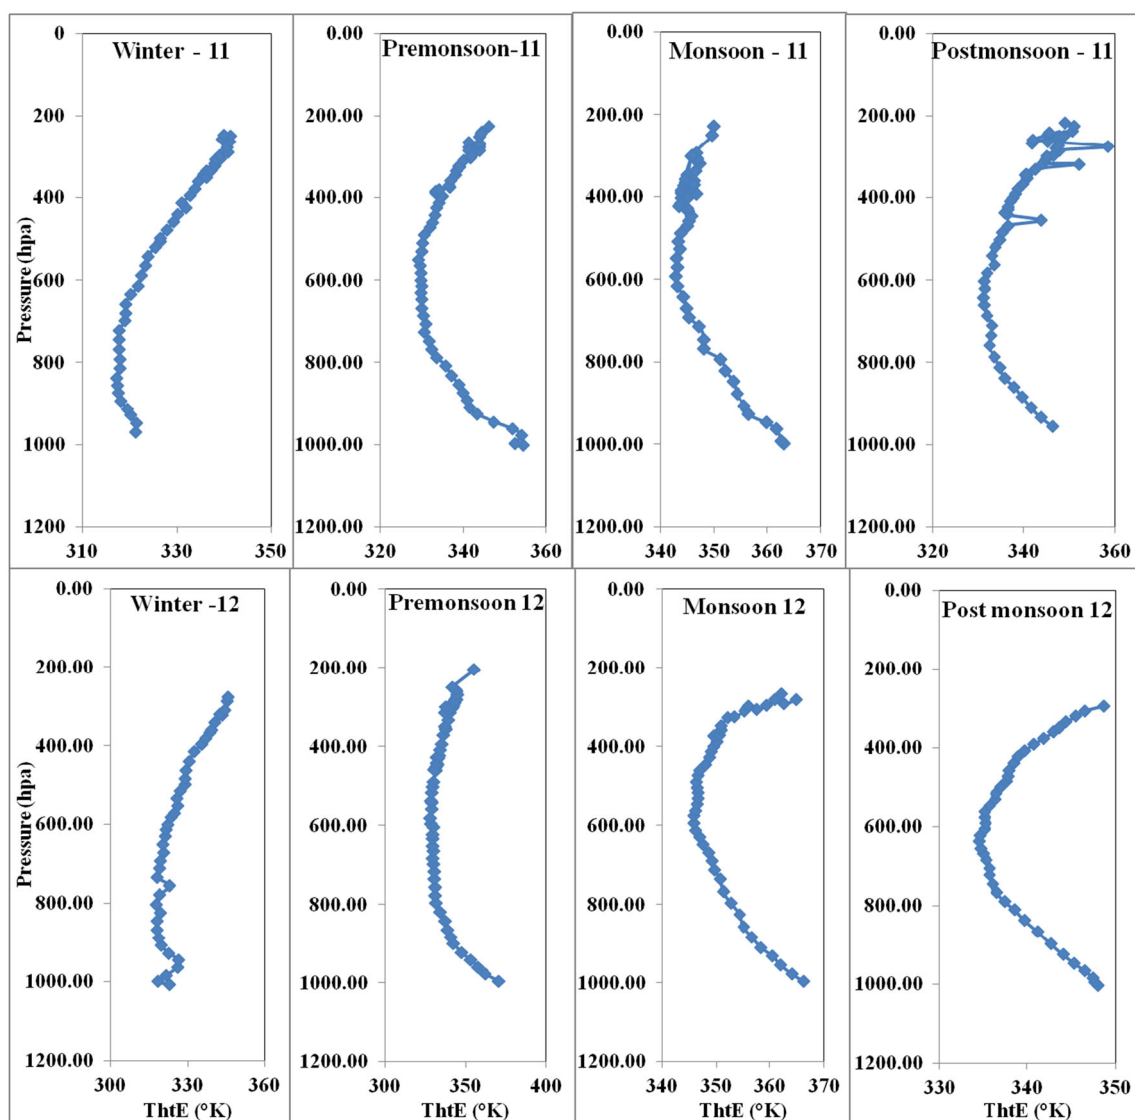 Winter - 11
0
200
400
600
800
1000
1200
310 330 350
Pressure (hpa)
Premonsoon-11
0.00
200.00
400.00
600.00
800.00
1000.00
1200.00
320 340 360
Monsoon - 11
0.00
200.00
400.00
600.00
800.00
1000.00
1200.00
340 350 360 370
Postmonsoon - 11
0.00
200.00
400.00
600.00
800.00
1000.00
1200.00
320 340 360
Winter -12
0.00
200.00
400.00
600.00
800.00
1000.00
1200.00
300 330 360
Pressure (hpa)
ThtE (°K)
Premonsoon 12
0.00
200.00
400.00
600.00
800.00
1000.00
1200.00
300 350 400
ThtE (°K)
Monsoon 12
0.00
200.00
400.00
600.00
800.00
1000.00
1200.00
340 350 360 370
ThtE (°K)
Post monsoon 12
0.00
200.00
400.00
600.00
800.00
1000.00
1200.00
330 340 350
ThtE (°K)